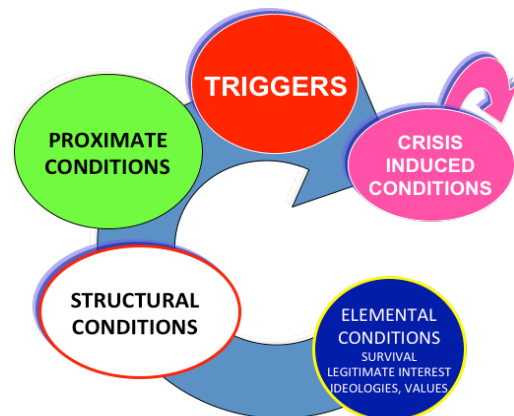 TRIGGERS
PROXIMATE
CONDITIONS
CRISIS
INDUCED
CONDITIONS
STRUCTURAL
CONDITIONS
ELEMENTAL
CONDITIONS
SURVIVAL
LEGITIMATE INTEREST
IDEOLOGIES, VALUES